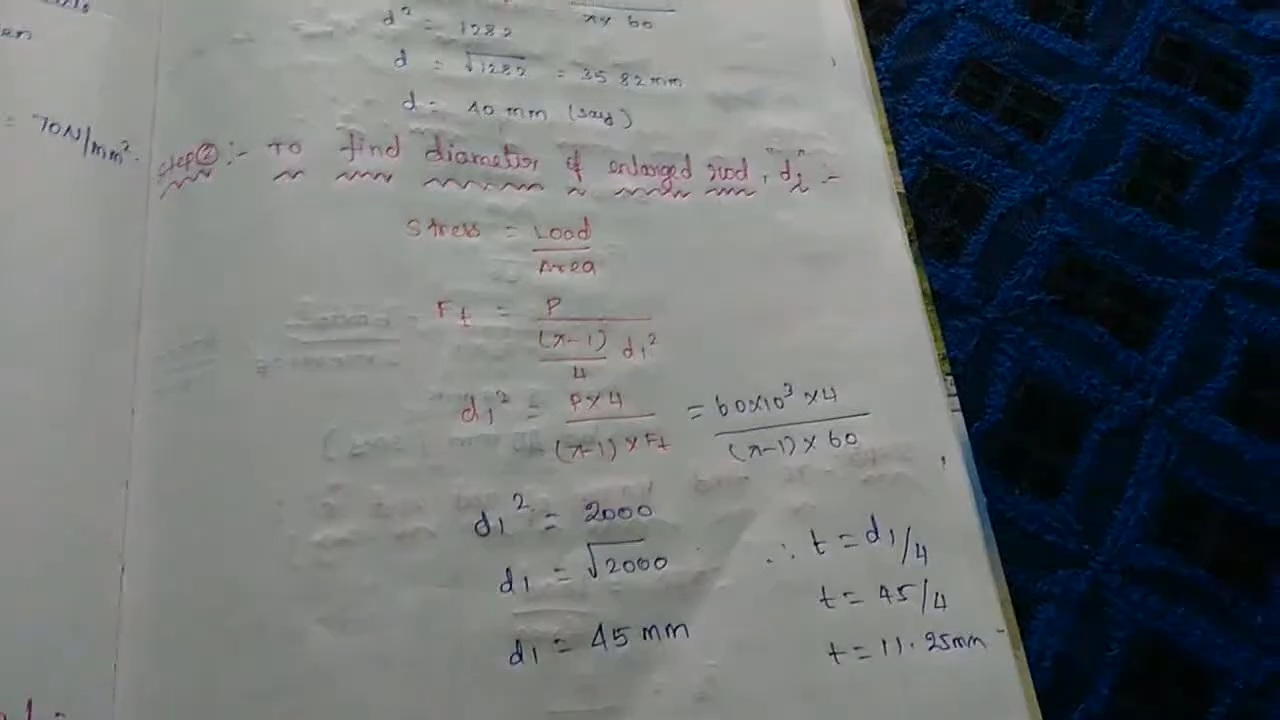 d² = 1282
π × 60
d = √1282 = 35.82mm
d = 40 mm (say)
= 70N/mm².
Step② :- To find diameter of enlarged rod, "d₁" :-
Stress = Load / Area
Ft = P / ((π-1)/4 d₁²)
d₁² = P×4 / (π-1) × Ft = 60×10³ ×4 / (π-1) × 60
d₁² = 2000
d₁ = √2000
d₁ = 45 mm
∴ t = d₁/4
t = 45/4
t = 11.25mm